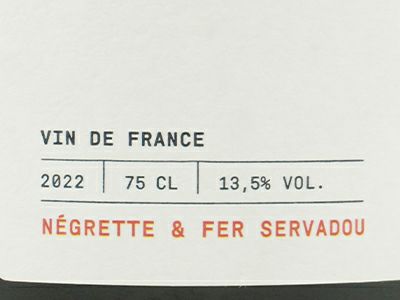 VIN DE FRANCE
2022 75 CL 13,5% VOL.
NÉGRETTE & FER SERVADOU